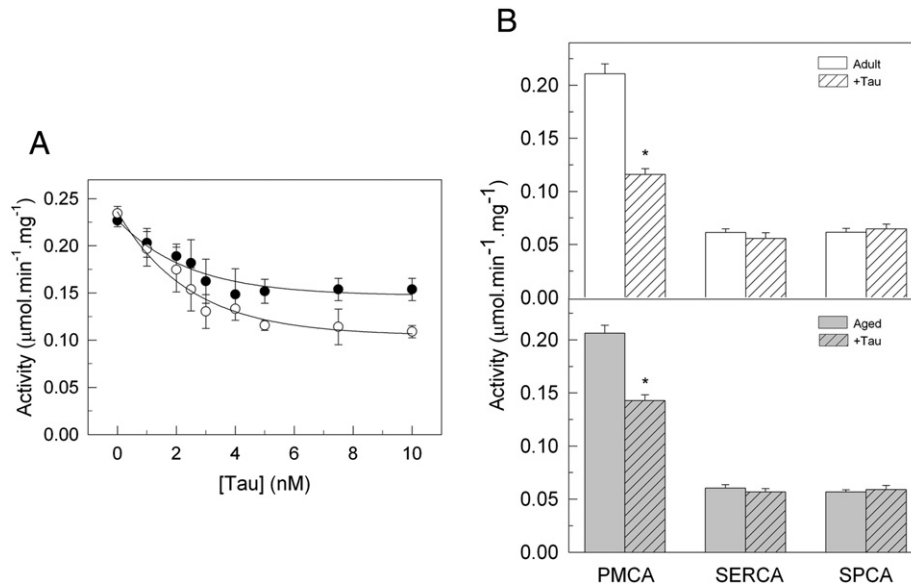 A
Activity (μmol.min⁻¹.mg⁻¹)
0.25
0.20
0.15
0.10
0.05
0.00
0 2 4 6 8 10
[Tau] (nM)
B
Activity (μmol.min⁻¹.mg⁻¹)
Adult
+Tau
0.20
0.15
0.10
0.05
0.00
*
Aged
+Tau
0.20
0.15
0.10
0.05
0.00
*
PMCA SERCA SPCA